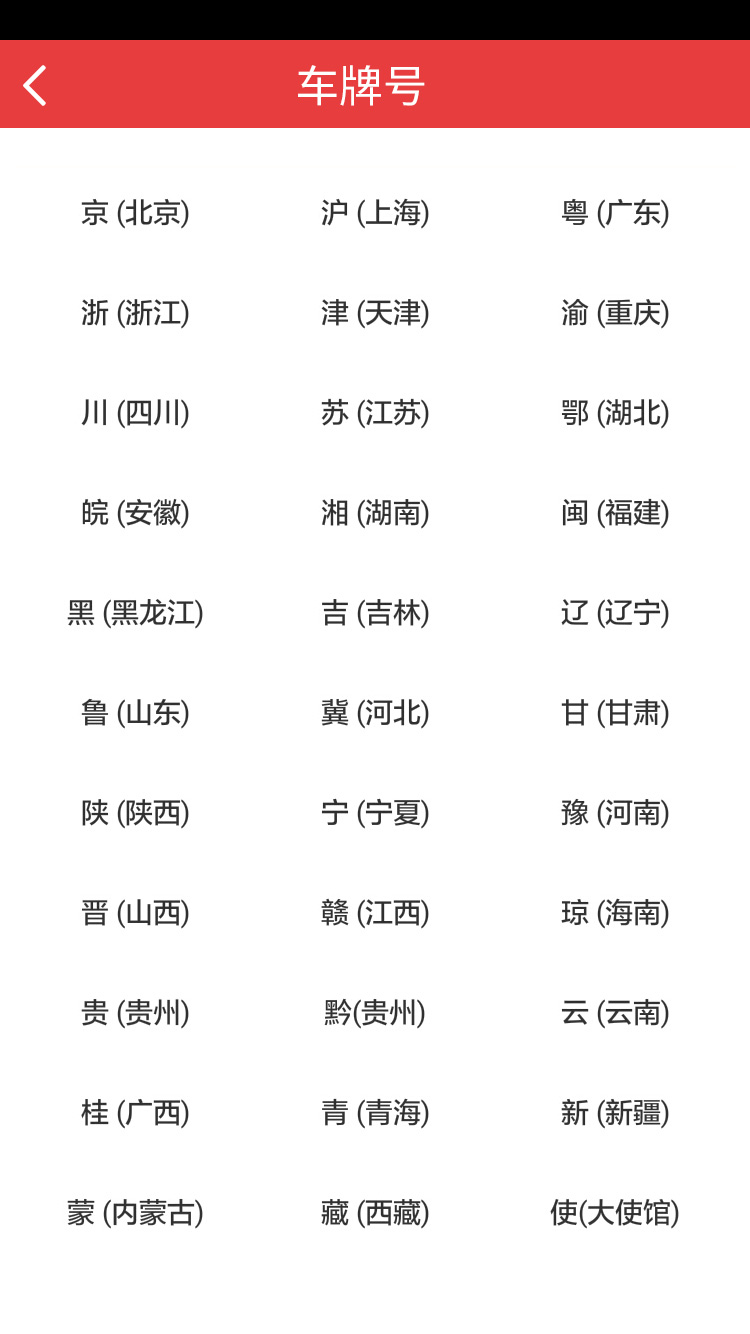 车牌号
京 (北京) 沪 (上海) 粤 (广东)
浙 (浙江) 津 (天津) 渝 (重庆)
川 (四川) 苏 (江苏) 鄂 (湖北)
皖 (安徽) 湘 (湖南) 闽 (福建)
黑 (黑龙江) 吉 (吉林) 辽 (辽宁)
鲁 (山东) 冀 (河北) 甘 (甘肃)
陕 (陕西) 宁 (宁夏) 豫 (河南)
晋 (山西) 赣 (江西) 琼 (海南)
贵 (贵州) 黔(贵州) 云 (云南)
桂 (广西) 青 (青海) 新 (新疆)
蒙 (内蒙古) 藏 (西藏) 使(大使馆)